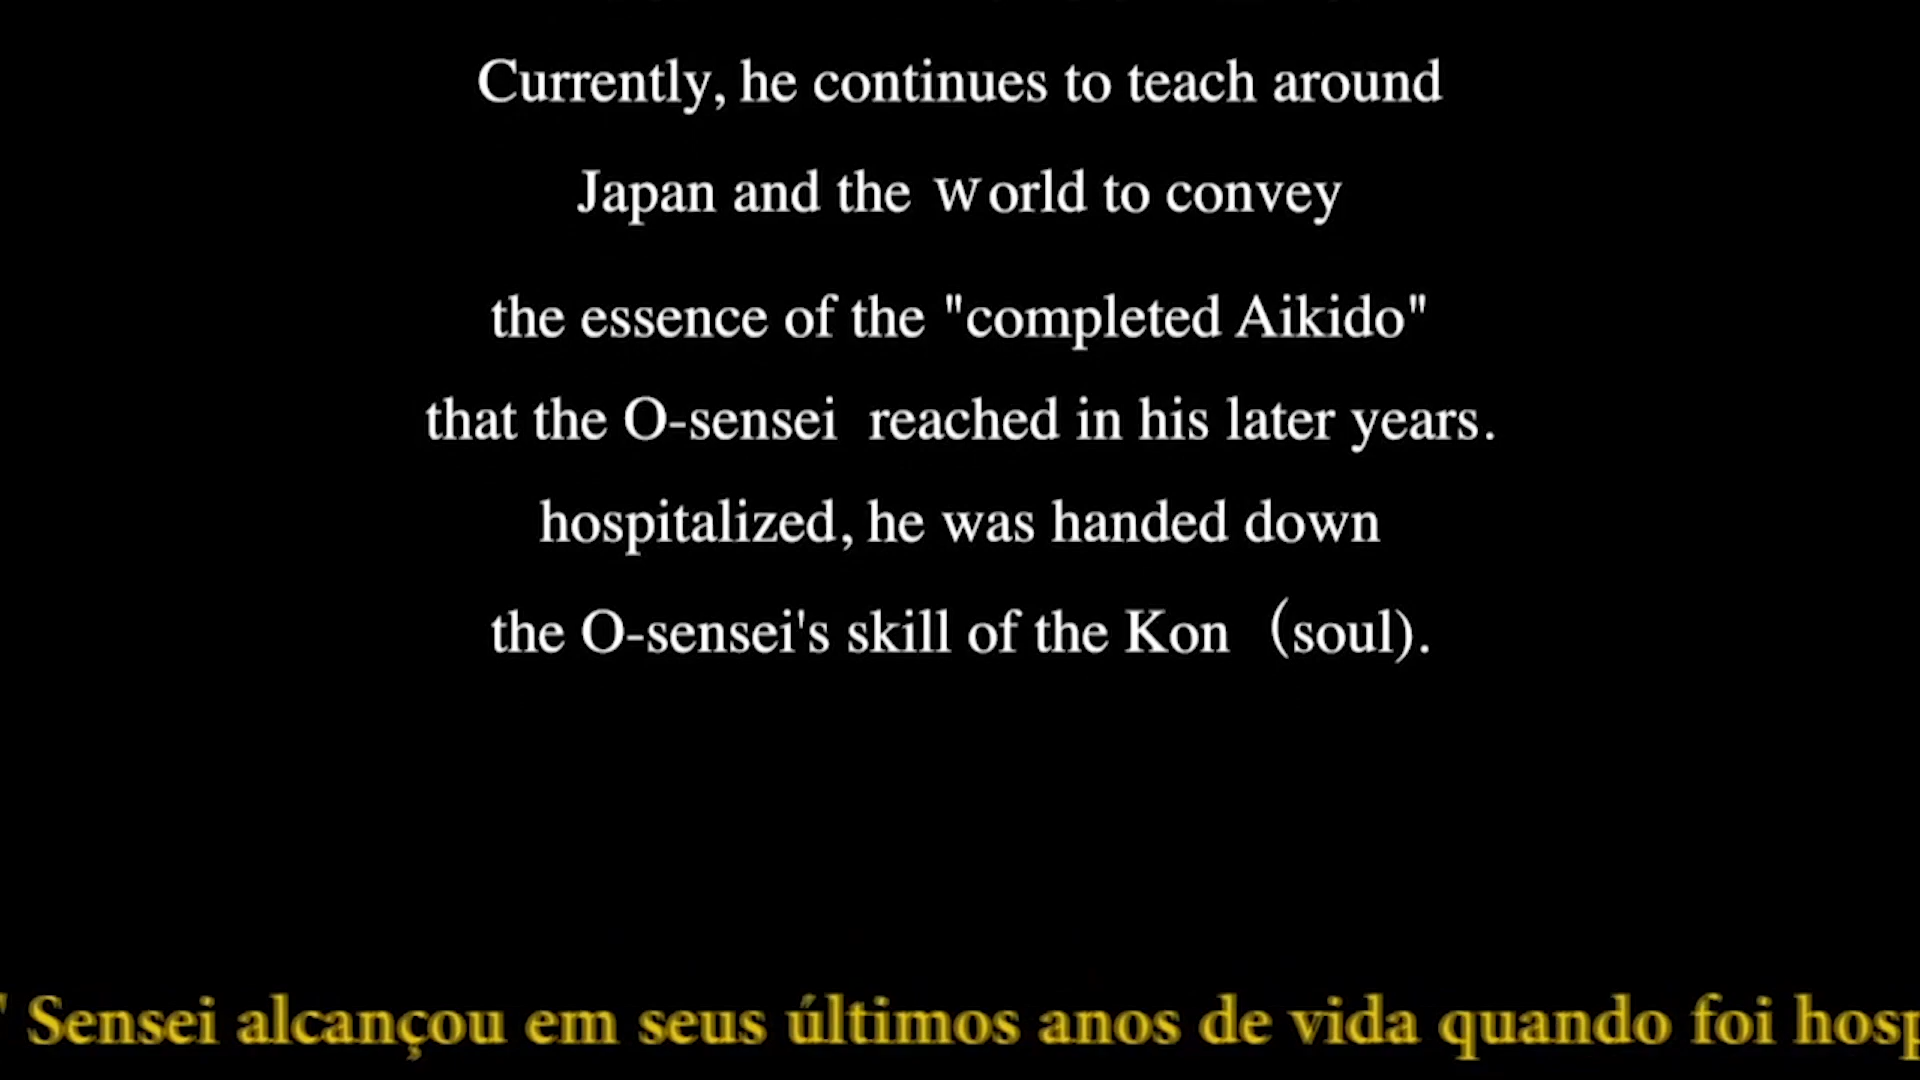 Currently, he continues to teach around
Japan and the World to convey
the essence of the "completed Aikido"
that the O-sensei reached in his later years.
hospitalized, he was handed down
the O-sensei's skill of the Kon (soul).
Sensei alcançou em seus últimos anos de vida quando foi hosp